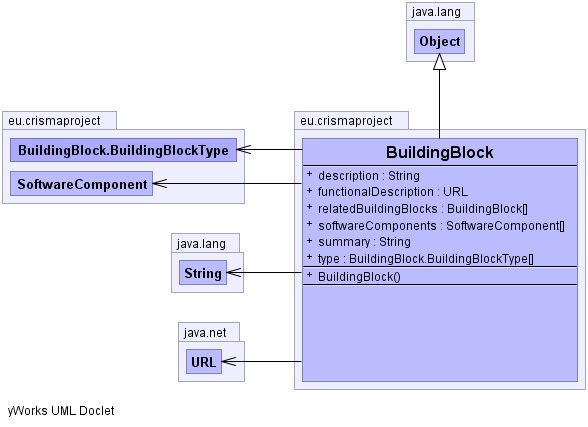 java.lang
Object
eu.crismaproject
BuildingBlock.BuildingBlockType
SoftwareComponent
java.lang
String
java.net
URL
eu.crismaproject
BuildingBlock
+ description : String
+ functionalDescription : URL
+ relatedBuildingBlocks : BuildingBlock[]
+ softwareComponents : SoftwareComponent[]
+ summary : String
+ type : BuildingBlock.BuildingBlockType[]
+ BuildingBlock()
yWorks UML Doclet